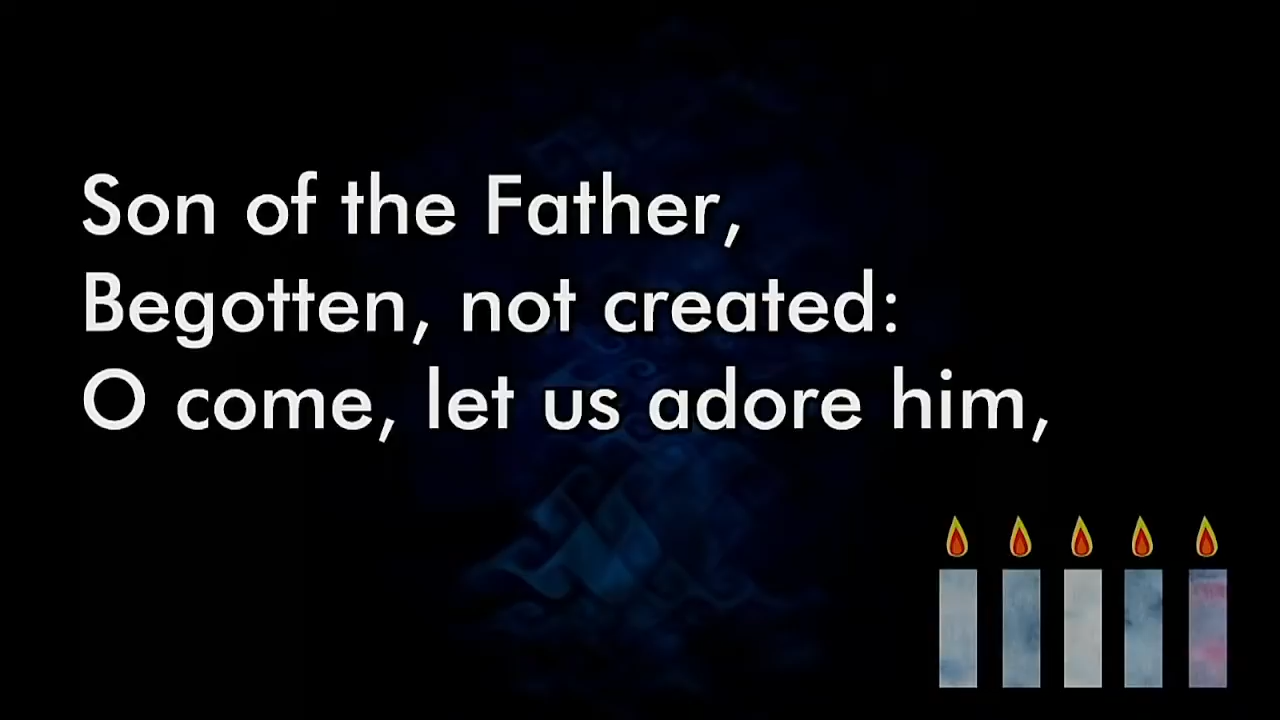 Son of the Father,
Begotten, not created:
O come, let us adore him,